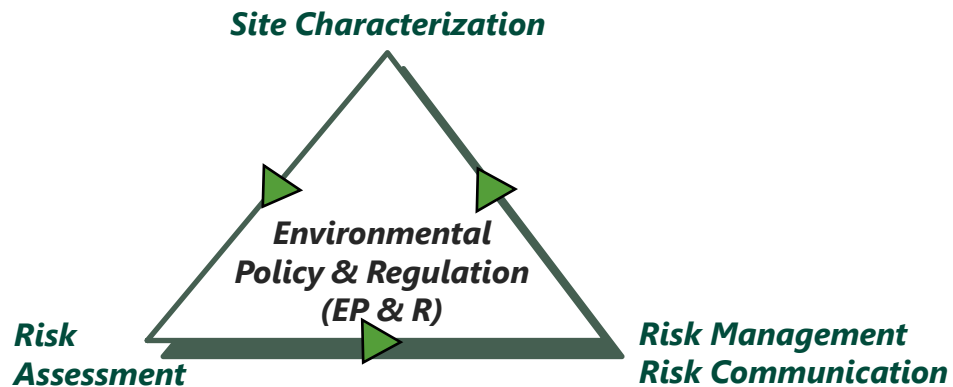 Site Characterization
Environmental
Policy & Regulation
(EP & R)
Risk
Assessment
Risk Management
Risk Communication